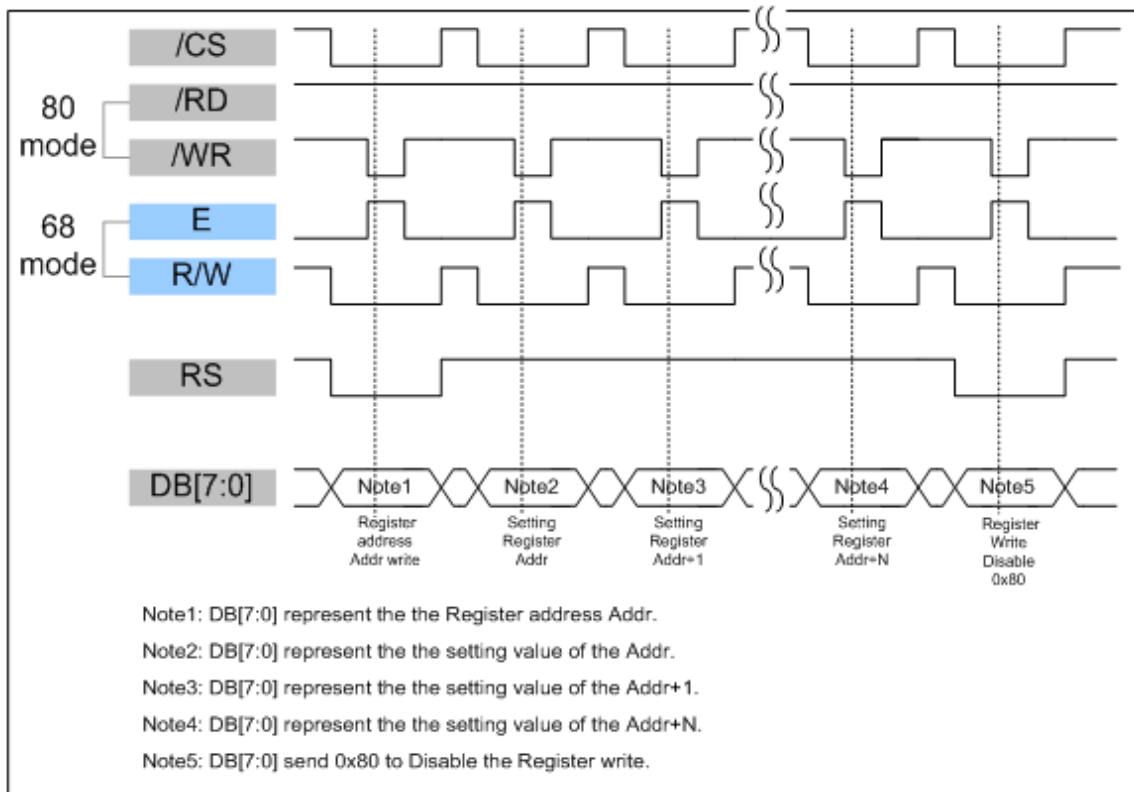 /CS
80
mode
/RD
/WR
68
mode
E
R/W
RS
DB[7:0]
Note1
Note2
Note3
Note4
Note5
Register
address
Addr write
Setting
Register
Addr
Setting
Register
Addr+1
Setting
Register
Addr+N
Register
Write
Disable
0x80
Note1: DB[7:0] represent the the Register address Addr.
Note2: DB[7:0] represent the the setting value of the Addr.
Note3: DB[7:0] represent the the setting value of the Addr+1.
Note4: DB[7:0] represent the the setting value of the Addr+N.
Note5: DB[7:0] send 0x80 to Disable the Register write.